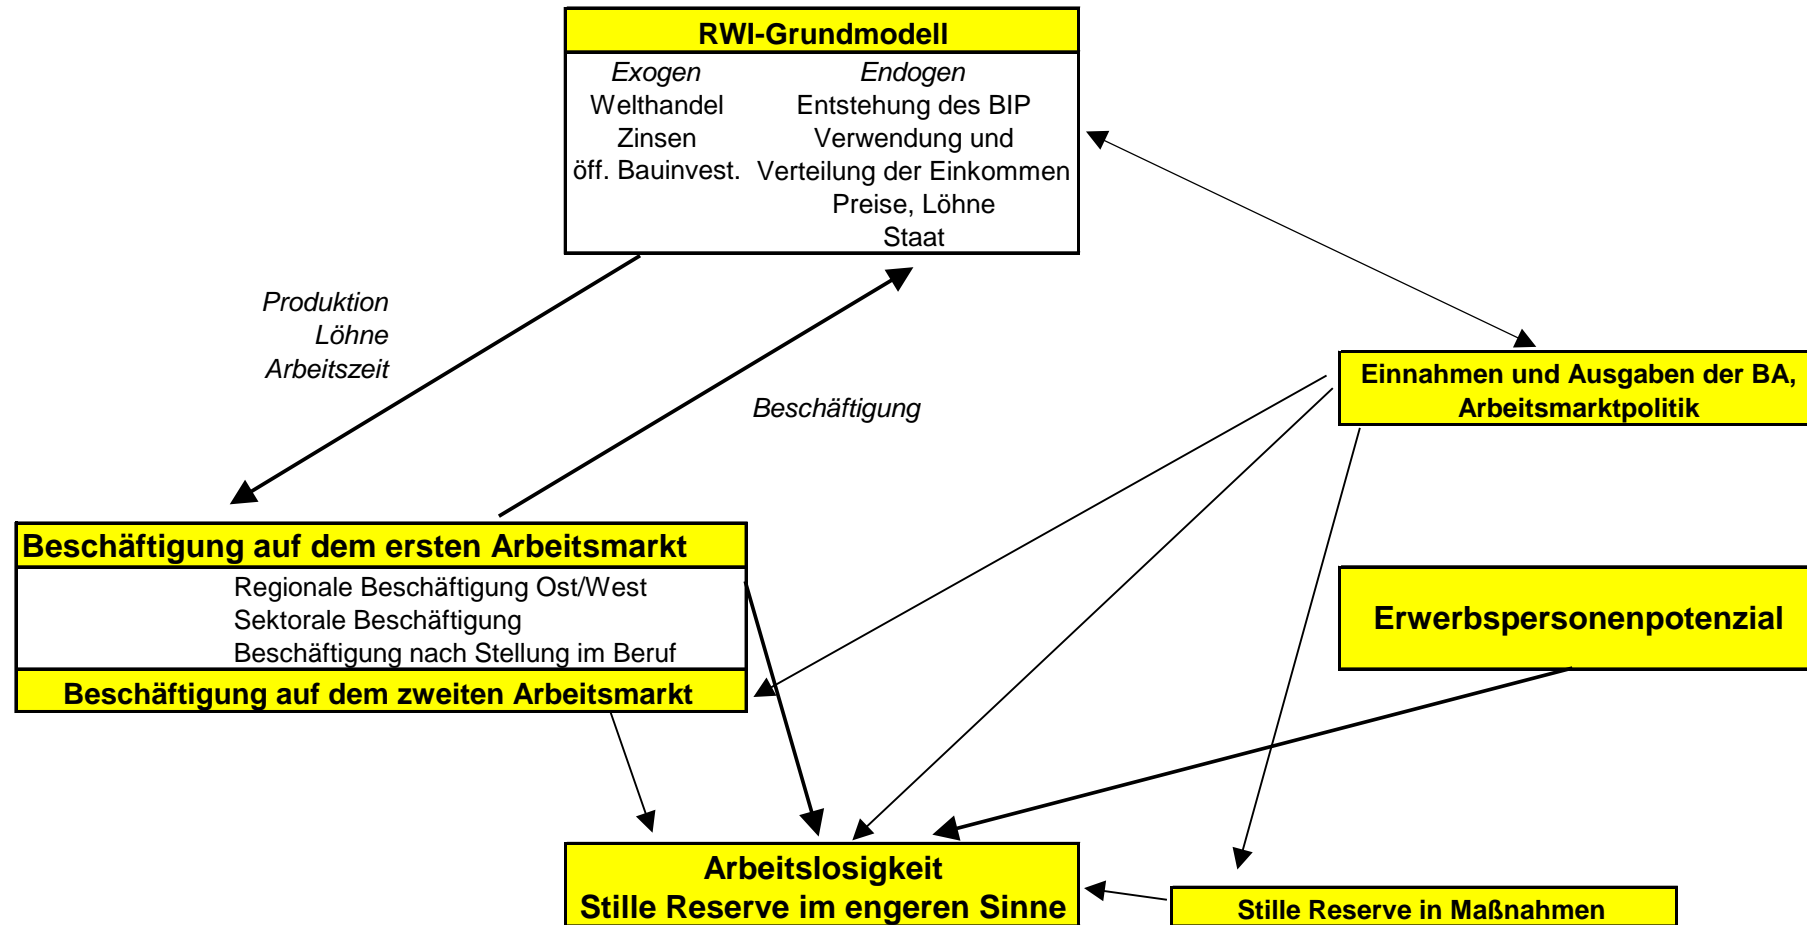 RWI-Grundmodell
Exogen Endogen
Welthandel Entstehung des BIP
Zinsen Verwendung und
öff. Bauinvest. Verteilung der Einkommen
Preise, Löhne
Staat
Produktion
Löhne
Arbeitszeit
Beschäftigung
Einnahmen und Ausgaben der BA,
Arbeitsmarktpolitik
Beschäftigung auf dem ersten Arbeitsmarkt
Regionale Beschäftigung Ost/West
Sektorale Beschäftigung
Beschäftigung nach Stellung im Beruf
Beschäftigung auf dem zweiten Arbeitsmarkt
Erwerbspersonenpotenzial
Arbeitslosigkeit
Stille Reserve im engeren Sinne
Stille Reserve in Maßnahmen